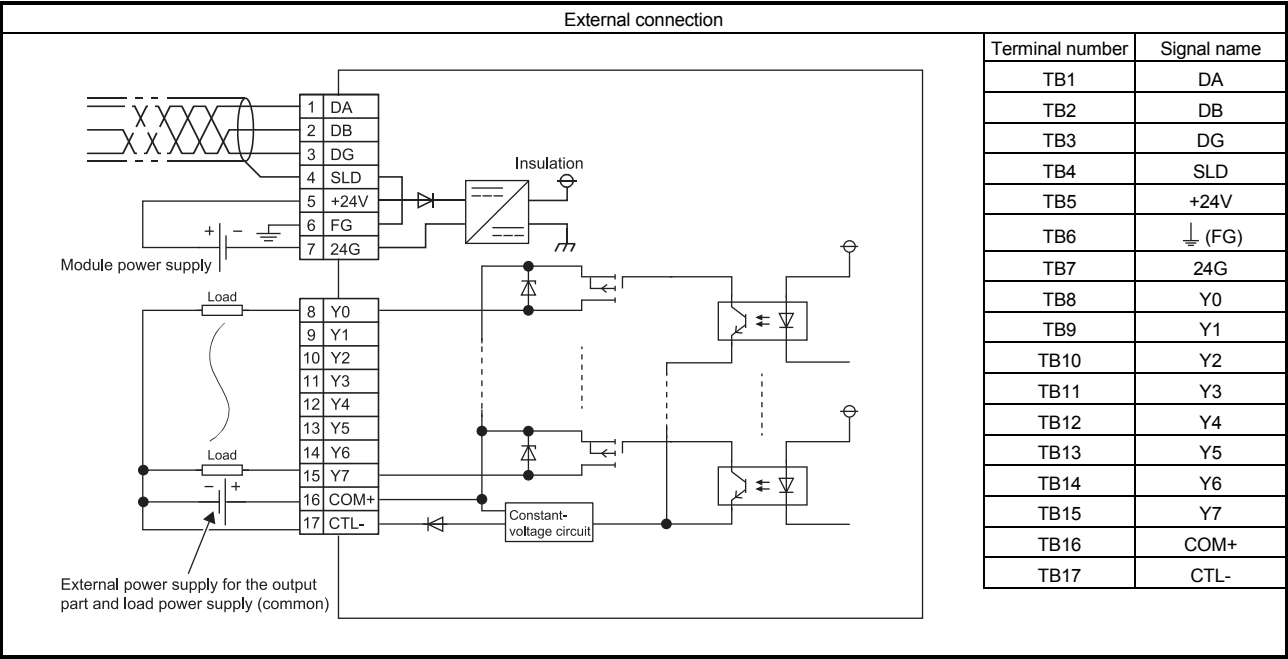 External connection
1 DA
2 DB
3 DG
4 SLD
5 +24V
6 FG
7 24G
Insulation
+ −
Module power supply
Load
8 Y0
9 Y1
10 Y2
11 Y3
12 Y4
13 Y5
14 Y6
15 Y7
16 COM+
17 CTL-
Load
− +
Constant-
voltage circuit
External power supply for the output
part and load power supply (common)
Terminal number Signal name
TB1 DA
TB2 DB
TB3 DG
TB4 SLD
TB5 +24V
TB6 (FG)
TB7 24G
TB8 Y0
TB9 Y1
TB10 Y2
TB11 Y3
TB12 Y4
TB13 Y5
TB14 Y6
TB15 Y7
TB16 COM+
TB17 CTL-